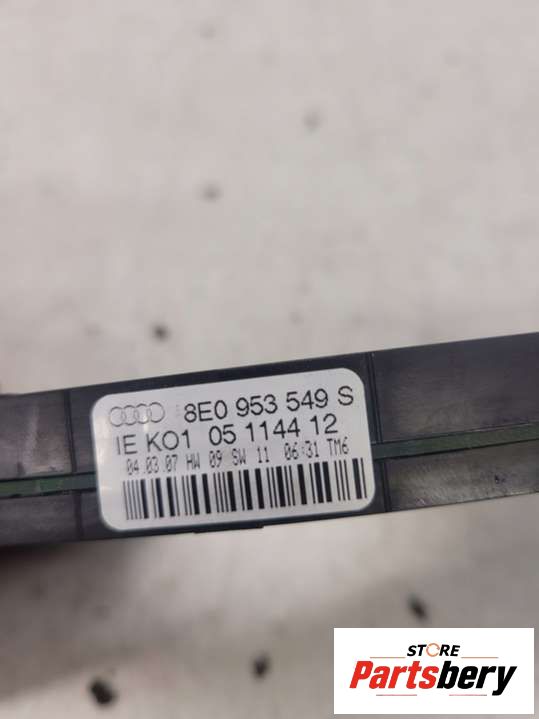 8E0 953 549 S
IE K01 05 1144 12
04.03.07 HW 09 SW 11 06:31 TM6
STORE
Partsbery